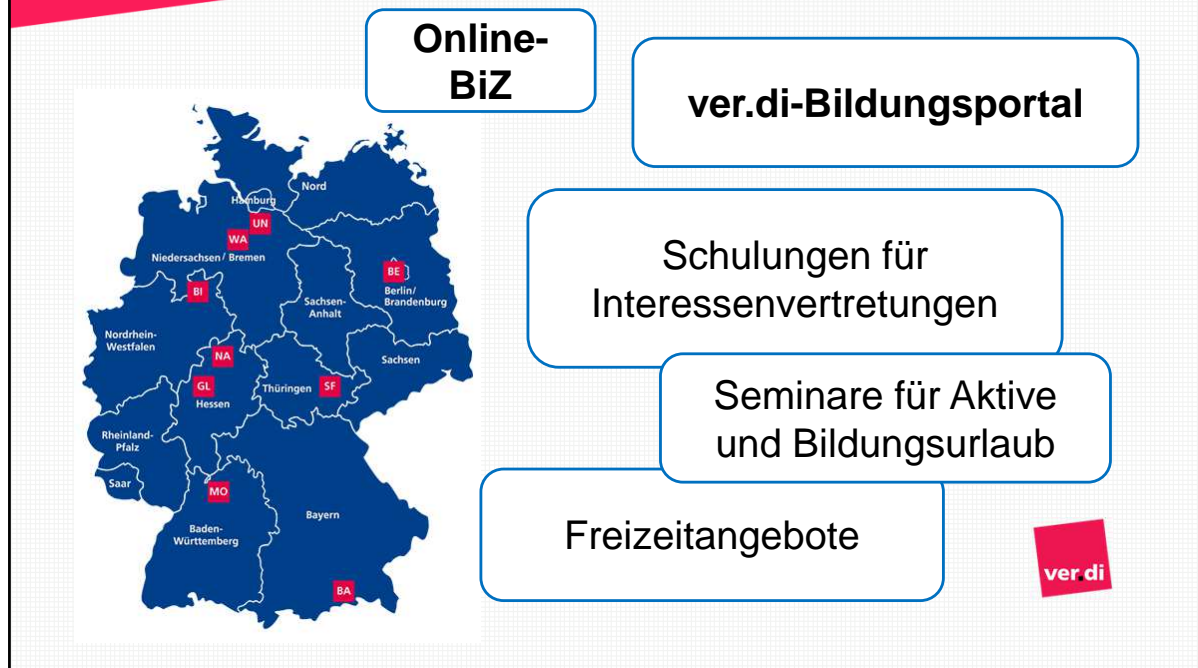 Online-
BiZ
ver.di-Bildungsportal
Schulungen für
Interessenvertretungen
Seminare für Aktive
und Bildungsurlaub
Freizeitangebote
Nord
Hamburg
UN
WA
Niedersachsen/ Bremen
BE
Berlin/
Brandenburg
BI
Sachsen-
Anhalt
Nordrhein-
Westfalen
NA
Sachsen
GL
Hessen
Thüringen
SF
Rheinland-
Pfalz
Saar
MO
Baden-
Württemberg
Bayern
BA
ver.di